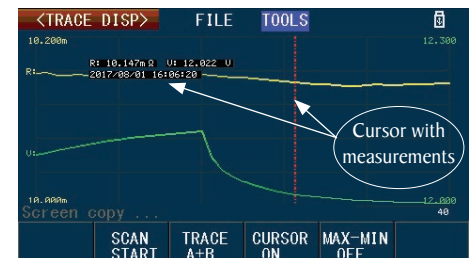 <TRACE DISP> FILE TOOLS
10.200m 12.300
R: 10.147mΩ U: 12.022 U
R:
2017/08/01 16:06:20
Cursor with
measurements
U:
10.000m 12.000
Screen copy ... 40
SCAN TRACE CURSOR MAX-MIN
START A+B ON OFF